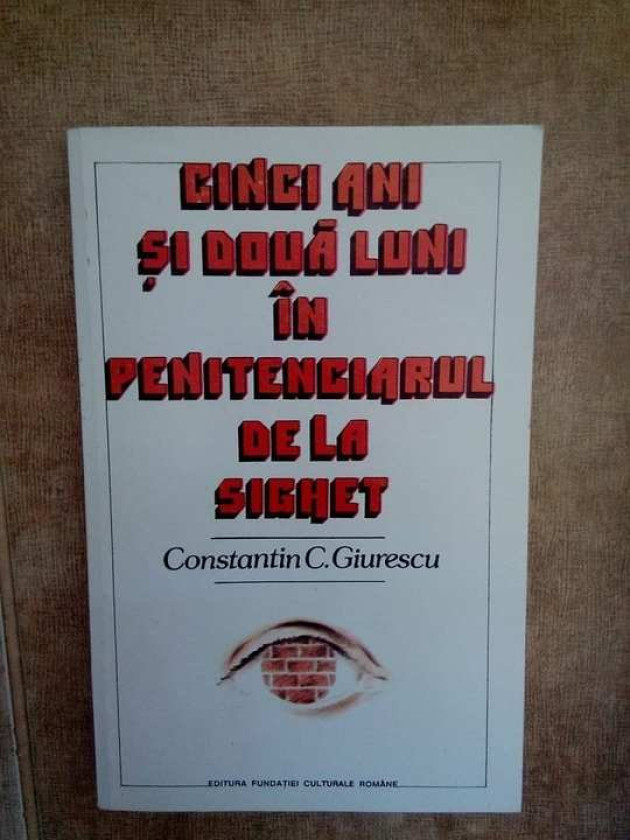 CINCI ANI
ȘI DOUĂ LUNI
ÎN
PENITENCIARUL
DE LA
SIGHET
Constantin C. Giurescu
EDITURA FUNDAȚIEI CULTURALE ROMÂNE